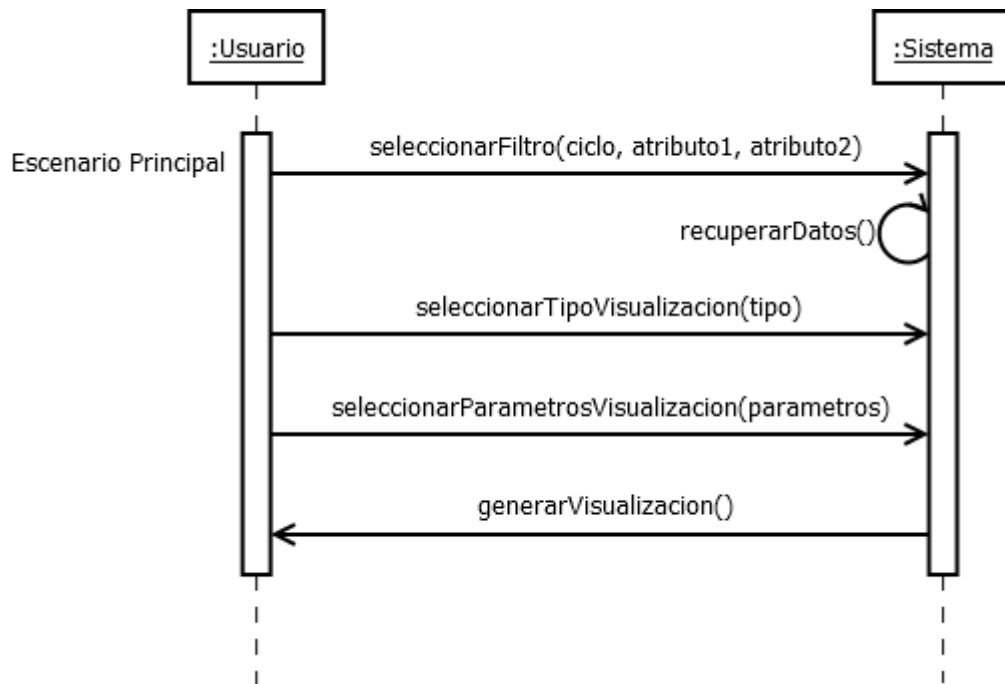 :Usuario
:Sistema
Escenario Principal
seleccionarFiltro(ciclo, atributo1, atributo2)
recuperarDatos()
seleccionarTipoVisualizacion(tipo)
seleccionarParametrosVisualizacion(parametros)
generarVisualizacion()